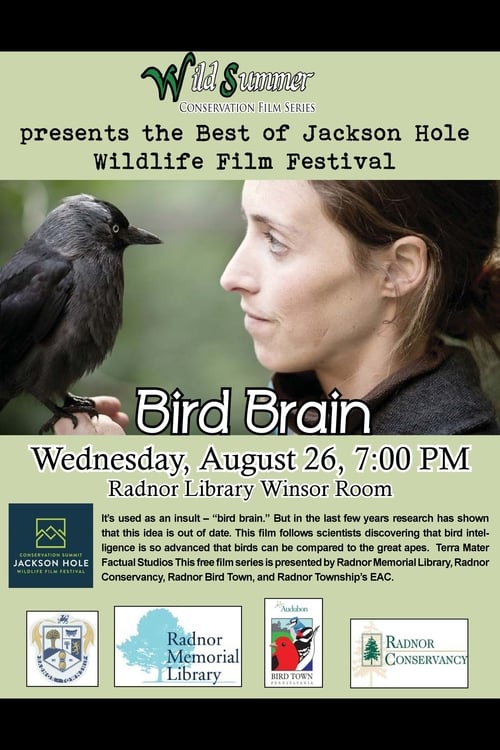 Wild Summer
Conservation Film Series
presents the Best of Jackson Hole
Wildlife Film Festival
Bird Brain
Wednesday, August 26, 7:00 PM
Radnor Library Winsor Room
It's used as an insult – “bird brain.” But in the last few years research has shown
that this idea is out of date. This film follows scientists discovering that bird intel-
ligence is so advanced that birds can be compared to the great apes. Terra Mater
Factual Studios This free film series is presented by Radnor Memorial Library, Radnor
Conservancy, Radnor Bird Town, and Radnor Township's EAC.
CONSERVATION SUMMIT
JACKSON HOLE
WILDLIFE FILM FESTIVAL
Radnor
Memorial
Library
Audubon
BIRD TOWN
PENNSYLVANIA
Radnor
Conservancy